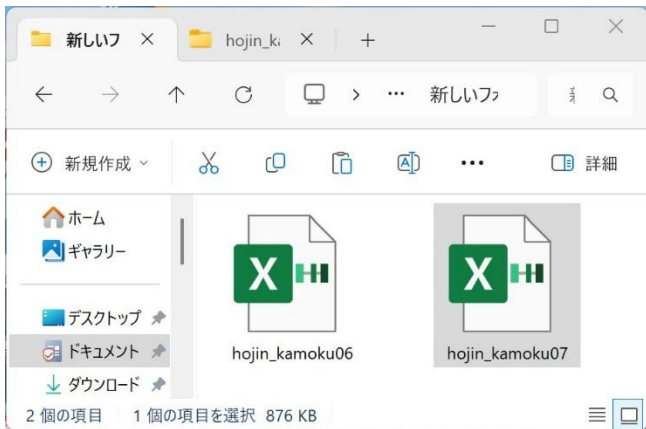 新しいフ
hojin_ka
新しいフォ
新規作成
詳細
ホーム
ギャラリー
デスクトップ
ドキュメント
ダウンロード
hojin_kamoku06
hojin_kamoku07
2 個の項目
1 個の項目を選択 876 KB